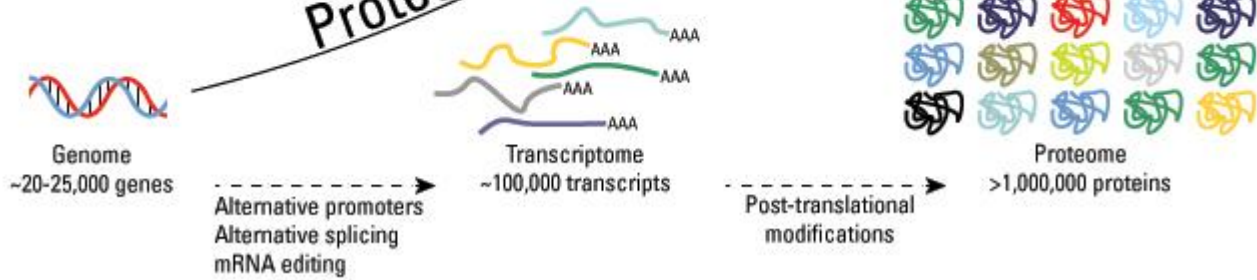 AAA
AAA
AAA
AAA
AAA
Genome
~20-25,000 genes
Transcriptome
~100,000 transcripts
Proteome
>1,000,000 proteins
Alternative promoters
Alternative splicing
mRNA editing
Post-translational
modifications